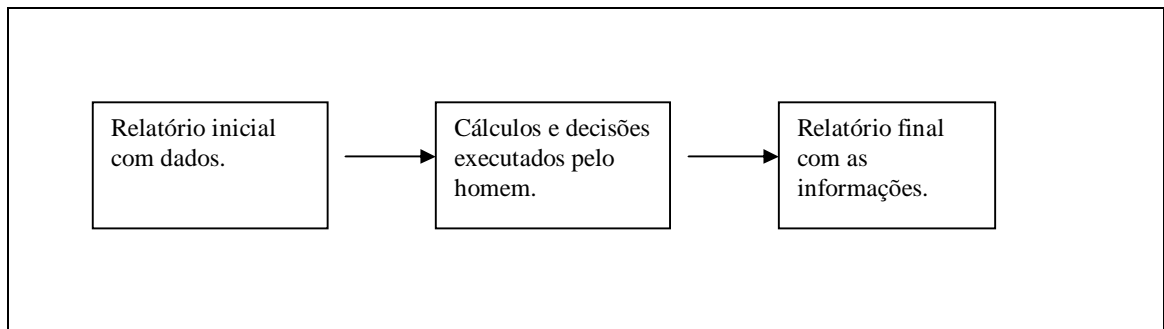 Relatório inicial
com dados.
Cálculos e decisões
executados pelo
homem.
Relatório final
com as
informações.